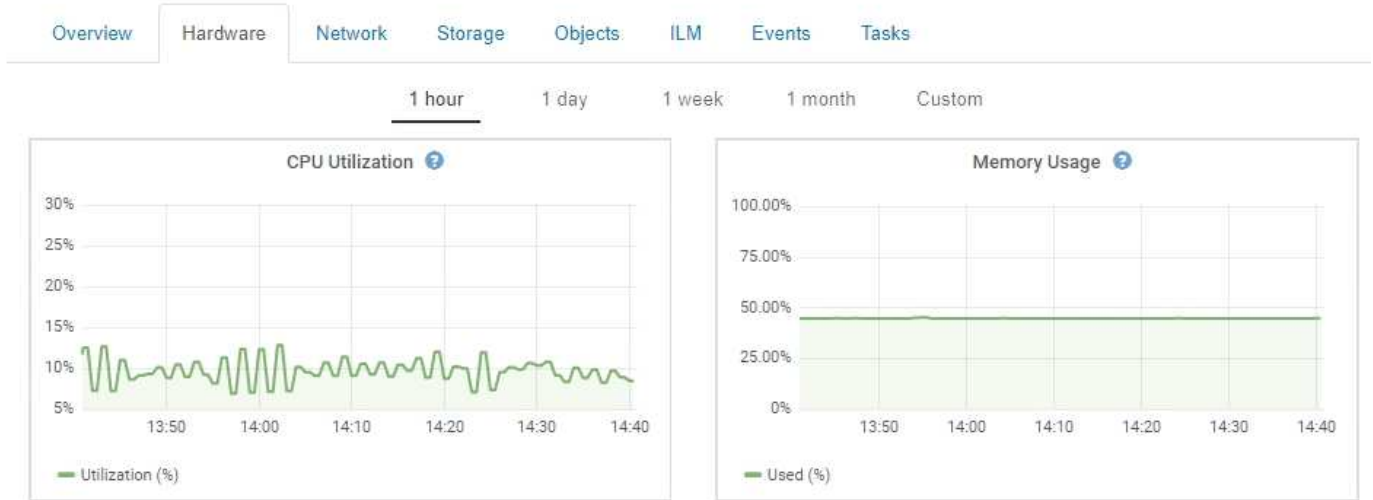 Overview Hardware Network Storage Objects ILM Events Tasks
1 hour 1 day 1 week 1 month Custom
CPU Utilization ?
30%
25%
20%
15%
10%
5%
13:50 14:00 14:10 14:20 14:30 14:40
Utilization (%)
Memory Usage ?
100.00%
75.00%
50.00%
25.00%
0%
13:50 14:00 14:10 14:20 14:30 14:40
Used (%)